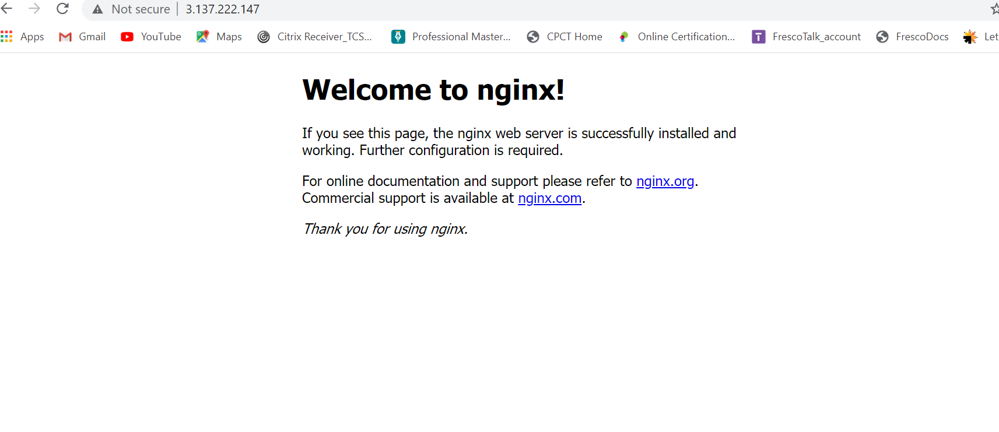 Not secure | 3.137.222.147
Apps Gmail YouTube Maps Citrix Receiver_TCS... Professional Master... CPCT Home Online Certification... T FrescoTalk_account FrescoDocs Let
Welcome to nginx!
If you see this page, the nginx web server is successfully installed and
working. Further configuration is required.
For online documentation and support please refer to nginx.org.
Commercial support is available at nginx.com.
Thank you for using nginx.